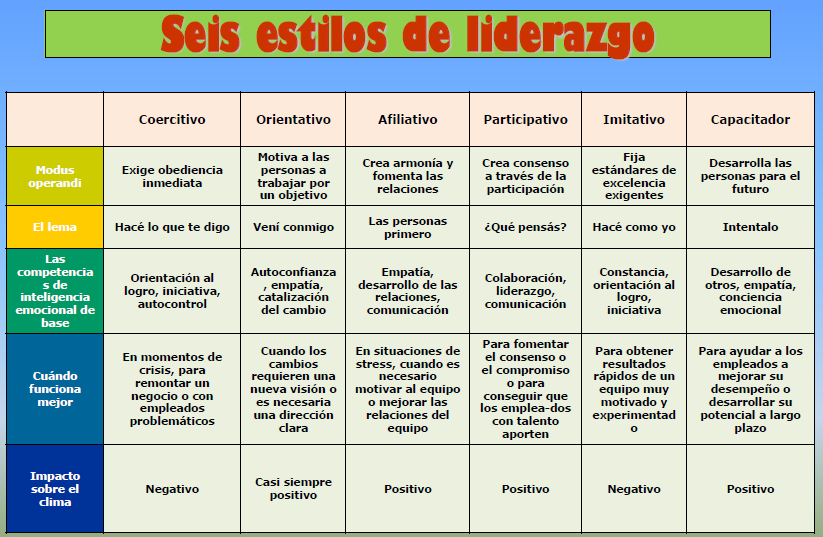 Seis estilos de liderazgo
Coercitivo
Orientativo
Afiliativo
Participativo
Imitativo
Capacitador
Modus
operandi
Exige obediencia
inmediata
Motiva a las
personas a
trabajar por
un objetivo
Crea armonía y
fomenta las
relaciones
Crea consenso
a través de la
participación
Fija
estándares de
excelencia
exigentes
Desarrolla las
personas para el
futuro
El lema
Hacé lo que te digo
Vení conmigo
Las personas
primero
¿Qué pensás?
Hacé como yo
Intentalo
Las
competencia
s de
inteligencia
emocional de
base
Orientación al
logro, iniciativa,
autocontrol
Autoconfianza
, empatía,
catalización
del cambio
Empatía,
desarrollo de las
relaciones,
comunicación
Colaboración,
liderazgo,
comunicación
Constancia,
orientación al
logro,
iniciativa
Desarrollo de
otros, empatía,
conciencia
emocional
Cuándo
funciona
mejor
En momentos de
crisis, para
remontar un
negocio o con
empleados
problemáticos
Cuando los
cambios
requieren una
nueva visión o
es necesaria
una dirección
clara
En situaciones de
stress, cuando es
necesario
motivar al equipo
o mejorar las
relaciones del
equipo
Para fomentar
el consenso o
el compromiso
o para
conseguir que
los emplea-dos
con talento
aporten
Para obtener
resultados
rápidos de un
equipo muy
motivado y
experimentad
o
Para ayudar a los
empleados a
mejorar su
desempeño o
desarrollar su
potencial a largo
plazo
Impacto
sobre el
clima
Negativo
Casi siempre
positivo
Positivo
Positivo
Negativo
Positivo